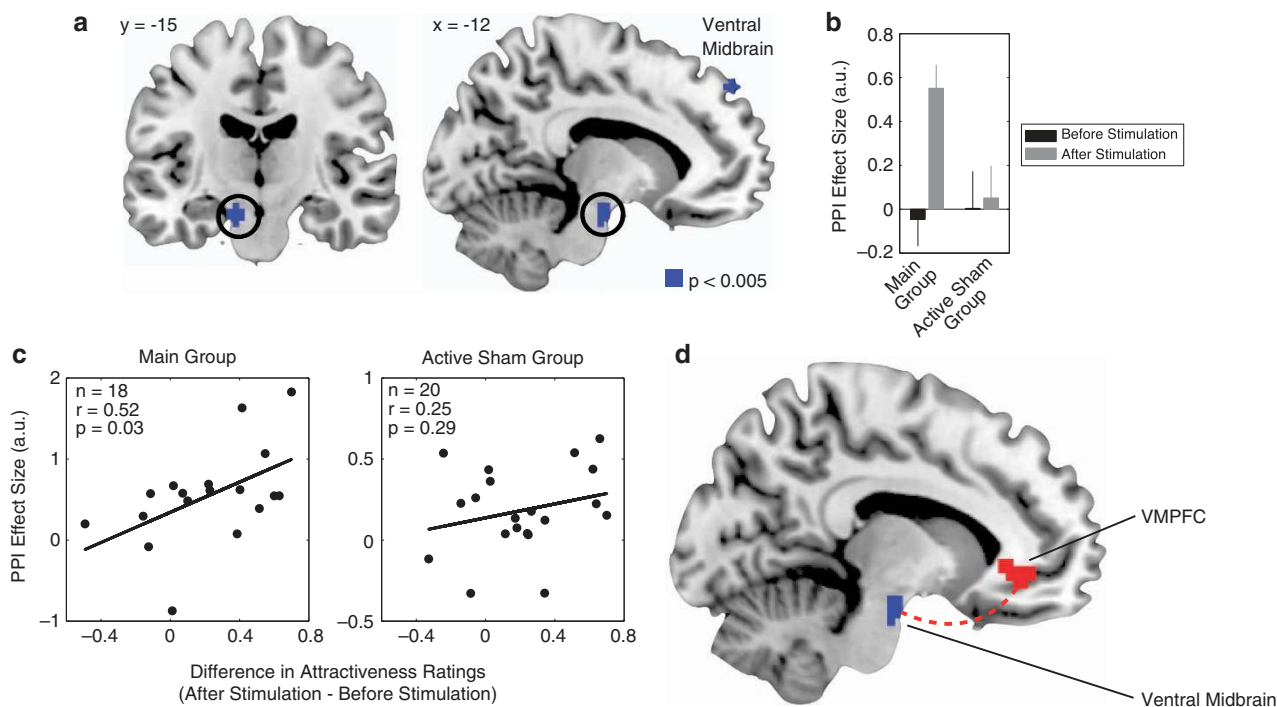 a
y = -15
x = -12
Ventral
Midbrain
p < 0.005
b
0.8
0.6
0.4
0.2
0
−0.2
PPI Effect Size (a.u.)
Main
Group
Active Sham
Group
Before Stimulation
After Stimulation
c
Main Group
n = 18
r = 0.52
p = 0.03
2
1
0
−1
PPI Effect Size (a.u.)
−0.4
0
0.4
0.8
Active Sham Group
n = 20
r = 0.25
p = 0.29
1
0.5
0
−0.5
−0.4
0
0.4
0.8
Difference in Attractiveness Ratings
(After Stimulation - Before Stimulation)
d
VMPFC
Ventral Midbrain